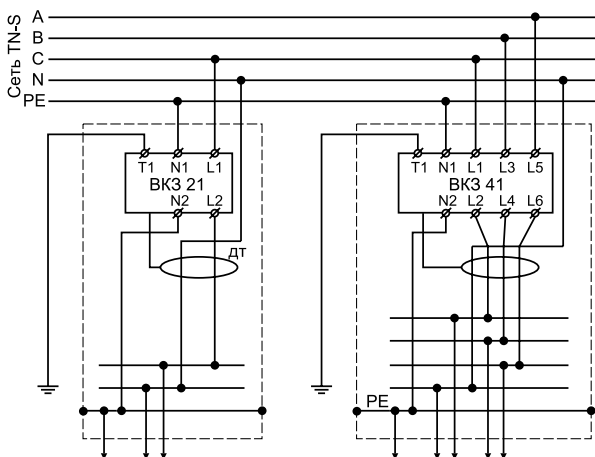 Сеть TN-S
A
B
C
N
PE
T1 N1 L1
ВКЗ 21
N2 L2
ДТ
T1 N1 L1 L3 L5
ВКЗ 41
N2 L2 L4 L6
PE